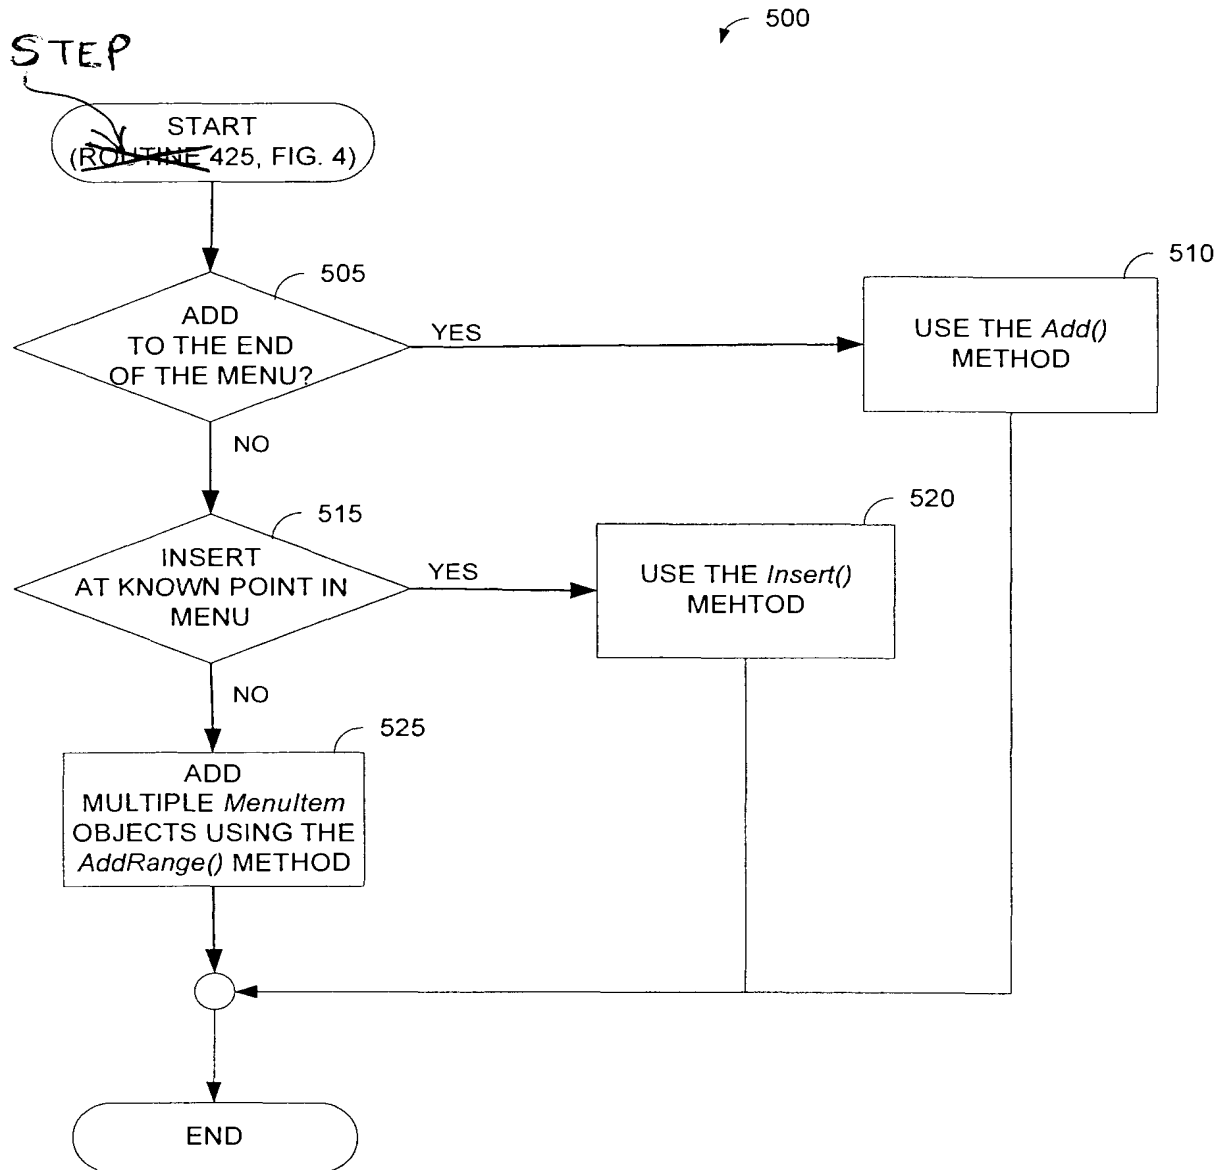 500
STEP
START
(ROUTINE 425, FIG. 4)
505
ADD
TO THE END
OF THE MENU?
YES
510
USE THE Add()
METHOD
NO
515
INSERT
AT KNOWN POINT IN
MENU
YES
520
USE THE Insert()
MEHTOD
NO
525
ADD
MULTIPLE MenuItem
OBJECTS USING THE
AddRange() METHOD
END